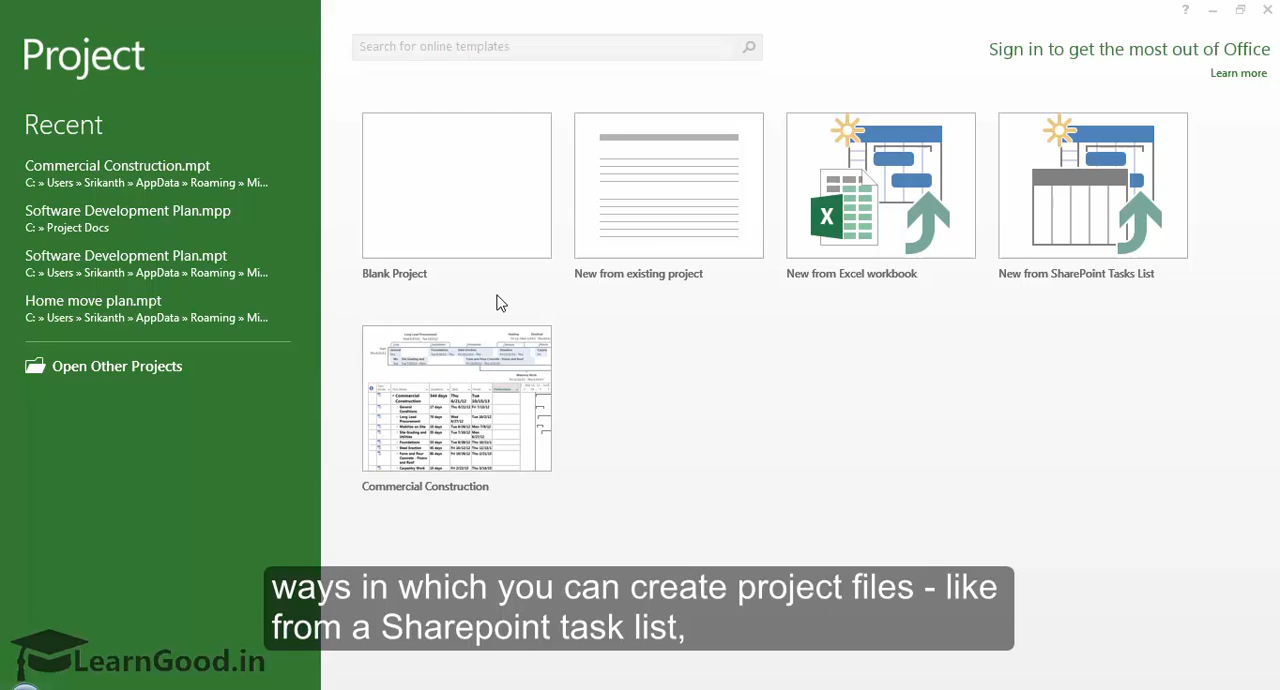 ?
Project
Search for online templates
Sign in to get the most out of Office
Learn more
Recent
Commercial Construction.mpt
C: » Users » Srikanth » AppData » Roaming » Mi...
Software Development Plan.mpp
C: » Project Docs
Software Development Plan.mpt
C: » Users » Srikanth » AppData » Roaming » Mi...
Home move plan.mpt
C: » Users » Srikanth » AppData » Roaming » Mi...
Open Other Projects
X
Blank Project
New from existing project
New from Excel workbook
New from SharePoint Tasks List
Commercial Construction
ways in which you can create project files - like
from a Sharepoint task list,
LearnGood.in